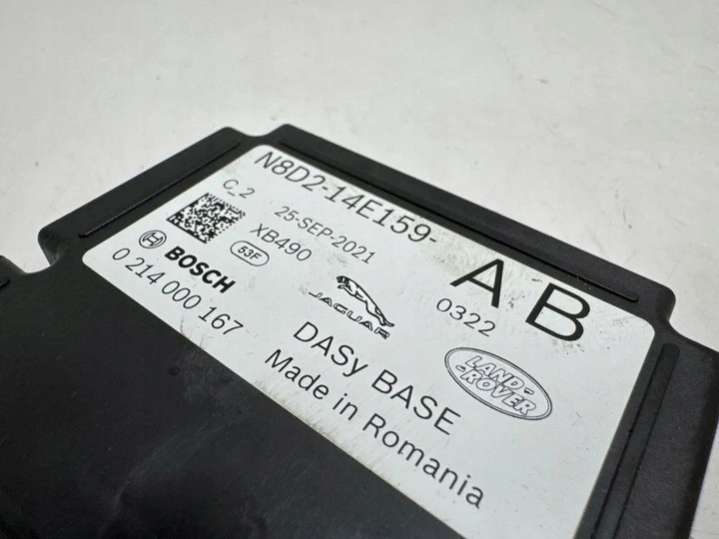 N8D2-14E159-
AB
C_2
25-SEP-2021
0322
XB490
53F
BOSCH
0 214 000 167
JAGUAR
LAND-
-ROVER
DASy BASE
Made in Romania